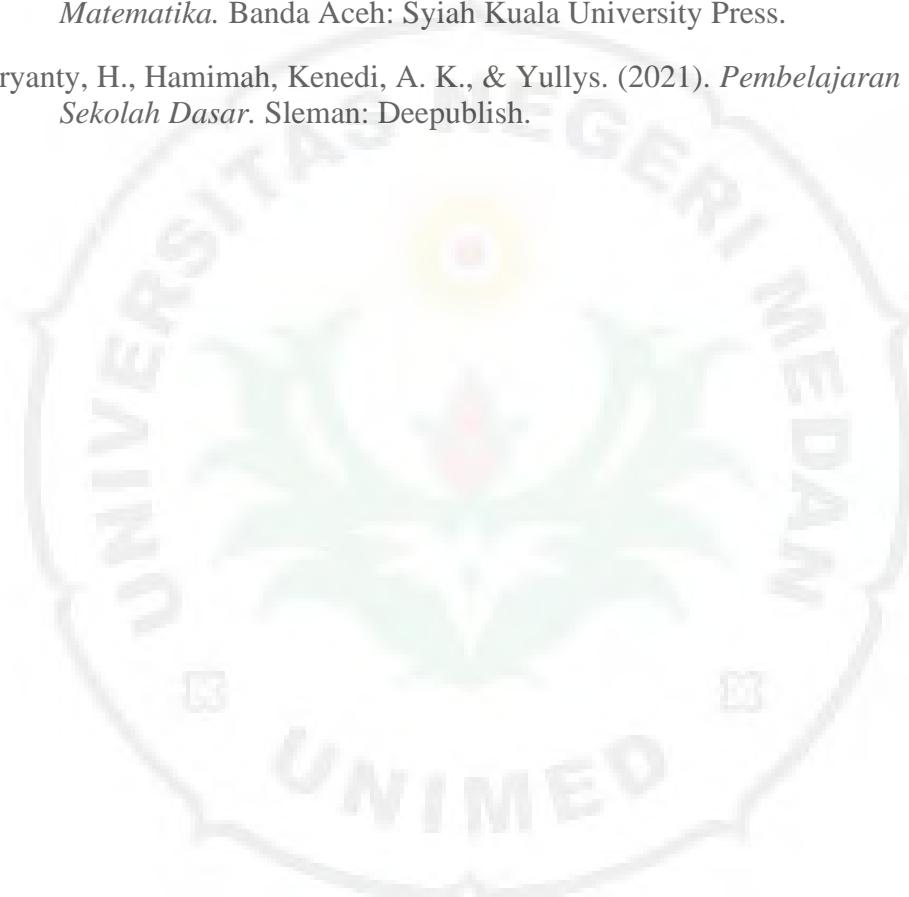 Matematika. Banda Aceh: Syiah Kuala University Press.
ryanty, H., Hamimah, Kenedi, A. K., & Yullys. (2021). Pembelajaran
Sekolah Dasar. Sleman: Deepublish.
UNIVERSITAS NEGERI MEDAN
UNIMED